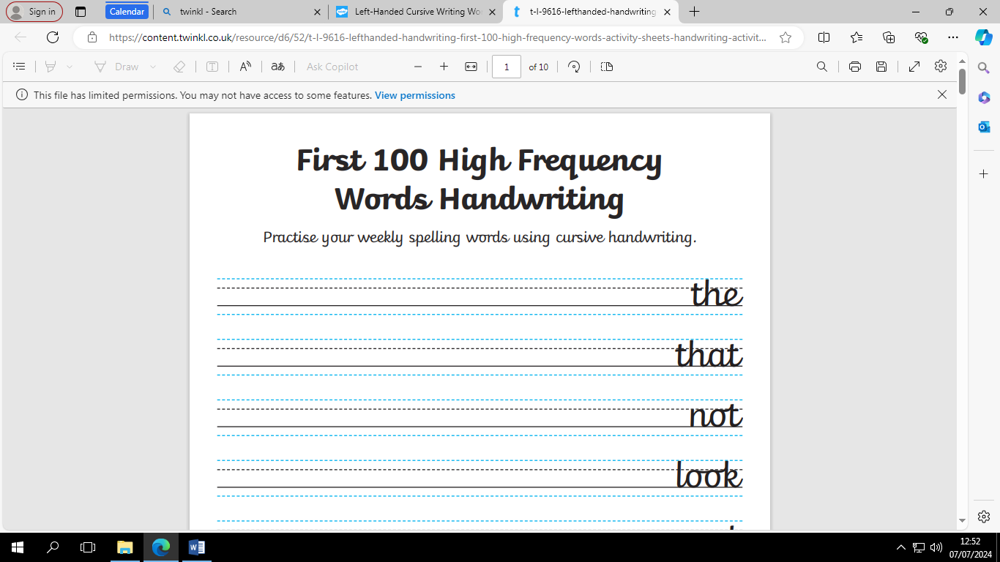 Sign in
Calendar
twinkl - Search
Left-Handed Cursive Writing Wo
t-l-9616-lefthanded-handwriting
https://content.twinkl.co.uk/resource/d6/52/t-l-9616-lefthanded-handwriting-first-100-high-frequency-words-activity-sheets-handwriting-activit...
Draw
A
aあ
Ask Copilot
1 of 10
This file has limited permissions. You may not have access to some features. View permissions
First 100 High Frequency
Words Handwriting
Practise your weekly spelling words using cursive handwriting.
the
that
not
look
12:52
07/07/2024